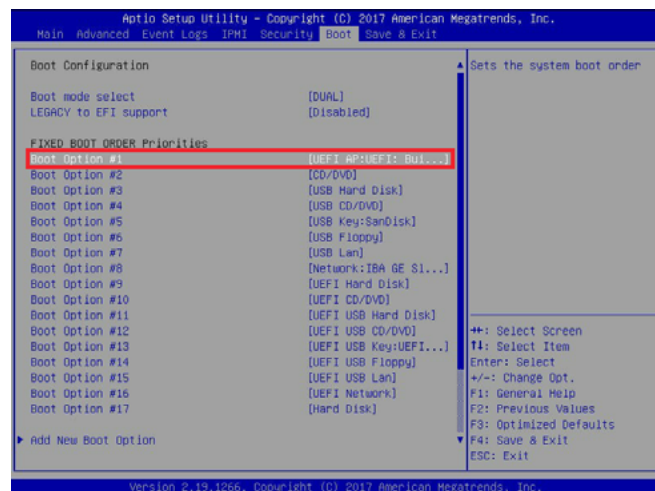 Aptio Setup Utility – Copyright (C) 2017 American Megatrends, Inc.
Main Advanced Event Logs IPMI Security Boot Save & Exit
Boot Configuration
Boot mode select [DUAL]
LEGACY to EFI support [Disabled]
FIXED BOOT ORDER Priorities
Boot Option #1 [UEFI AP:UEFI: Bui...]
Boot Option #2 [CD/DVD]
Boot Option #3 [USB Hard Disk]
Boot Option #4 [USB CD/DVD]
Boot Option #5 [USB Key:SanDisk]
Boot Option #6 [USB Floppy]
Boot Option #7 [USB Lan]
Boot Option #8 [Network:IBA GE Sl...]
Boot Option #9 [UEFI Hard Disk]
Boot Option #10 [UEFI CD/DVD]
Boot Option #11 [UEFI USB Hard Disk]
Boot Option #12 [UEFI USB CD/DVD]
Boot Option #13 [UEFI USB Key:UEFI...]
Boot Option #14 [UEFI USB Floppy]
Boot Option #15 [UEFI USB Lan]
Boot Option #16 [UEFI Network]
Boot Option #17 [Hard Disk]
Add New Boot Option
Sets the system boot order
→←: Select Screen
↑↓: Select Item
Enter: Select
+/-: Change Opt.
F1: General Help
F2: Previous Values
F3: Optimized Defaults
F4: Save & Exit
ESC: Exit
Version 2.19.1266. Copyright (C) 2017 American Megatrends, Inc.